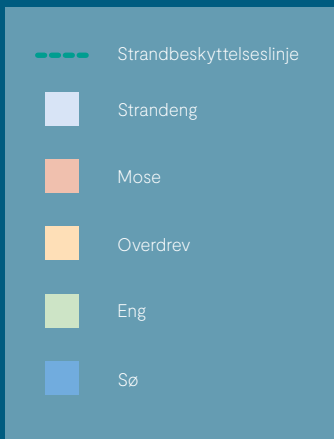 Strandbeskyttelseslinje
Strandeng
Mose
Overdrev
Eng
Sø